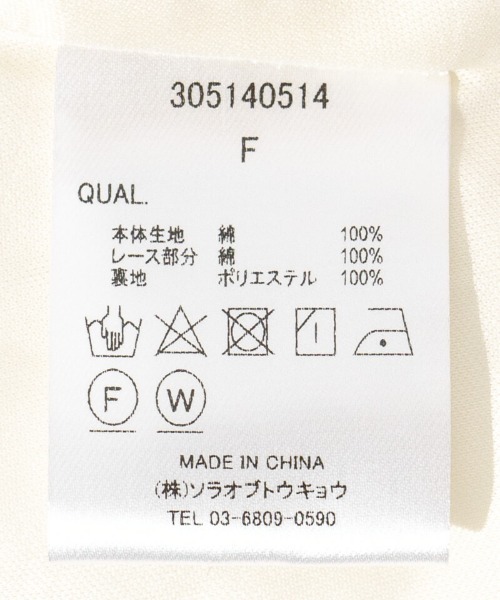 305140514
F
QUAL.
本体生地 綿 100%
レース部分 綿 100%
裏地 ポリエステル 100%
F W
MADE IN CHINA
(株)ソラオブトウキョウ
TEL 03-6809-0590